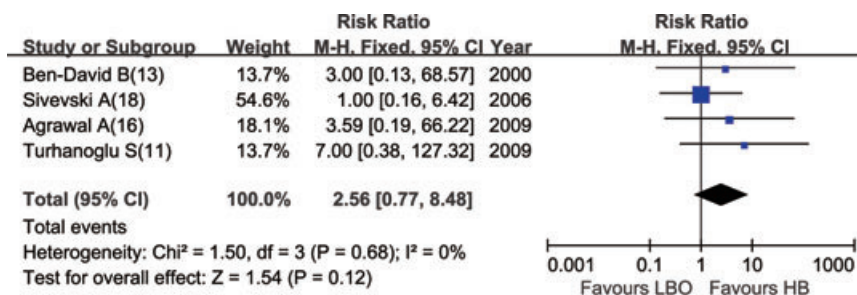 Risk Ratio Risk Ratio
Study or Subgroup Weight M-H. Fixed. 95% CI Year M-H. Fixed. 95% CI
Ben-David B(13) 13.7% 3.00 [0.13, 68.57] 2000
Sivevski A(18) 54.6% 1.00 [0.16, 6.42] 2006
Agrawal A(16) 18.1% 3.59 [0.19, 66.22] 2009
Turhanoglu S(11) 13.7% 7.00 [0.38, 127.32] 2009
Total (95% CI) 100.0% 2.56 [0.77, 8.48]
Total events
Heterogeneity: Chi² = 1.50, df = 3 (P = 0.68); I² = 0%
Test for overall effect: Z = 1.54 (P = 0.12)
0.001 0.1 1 10 1000
Favours LBO Favours HB